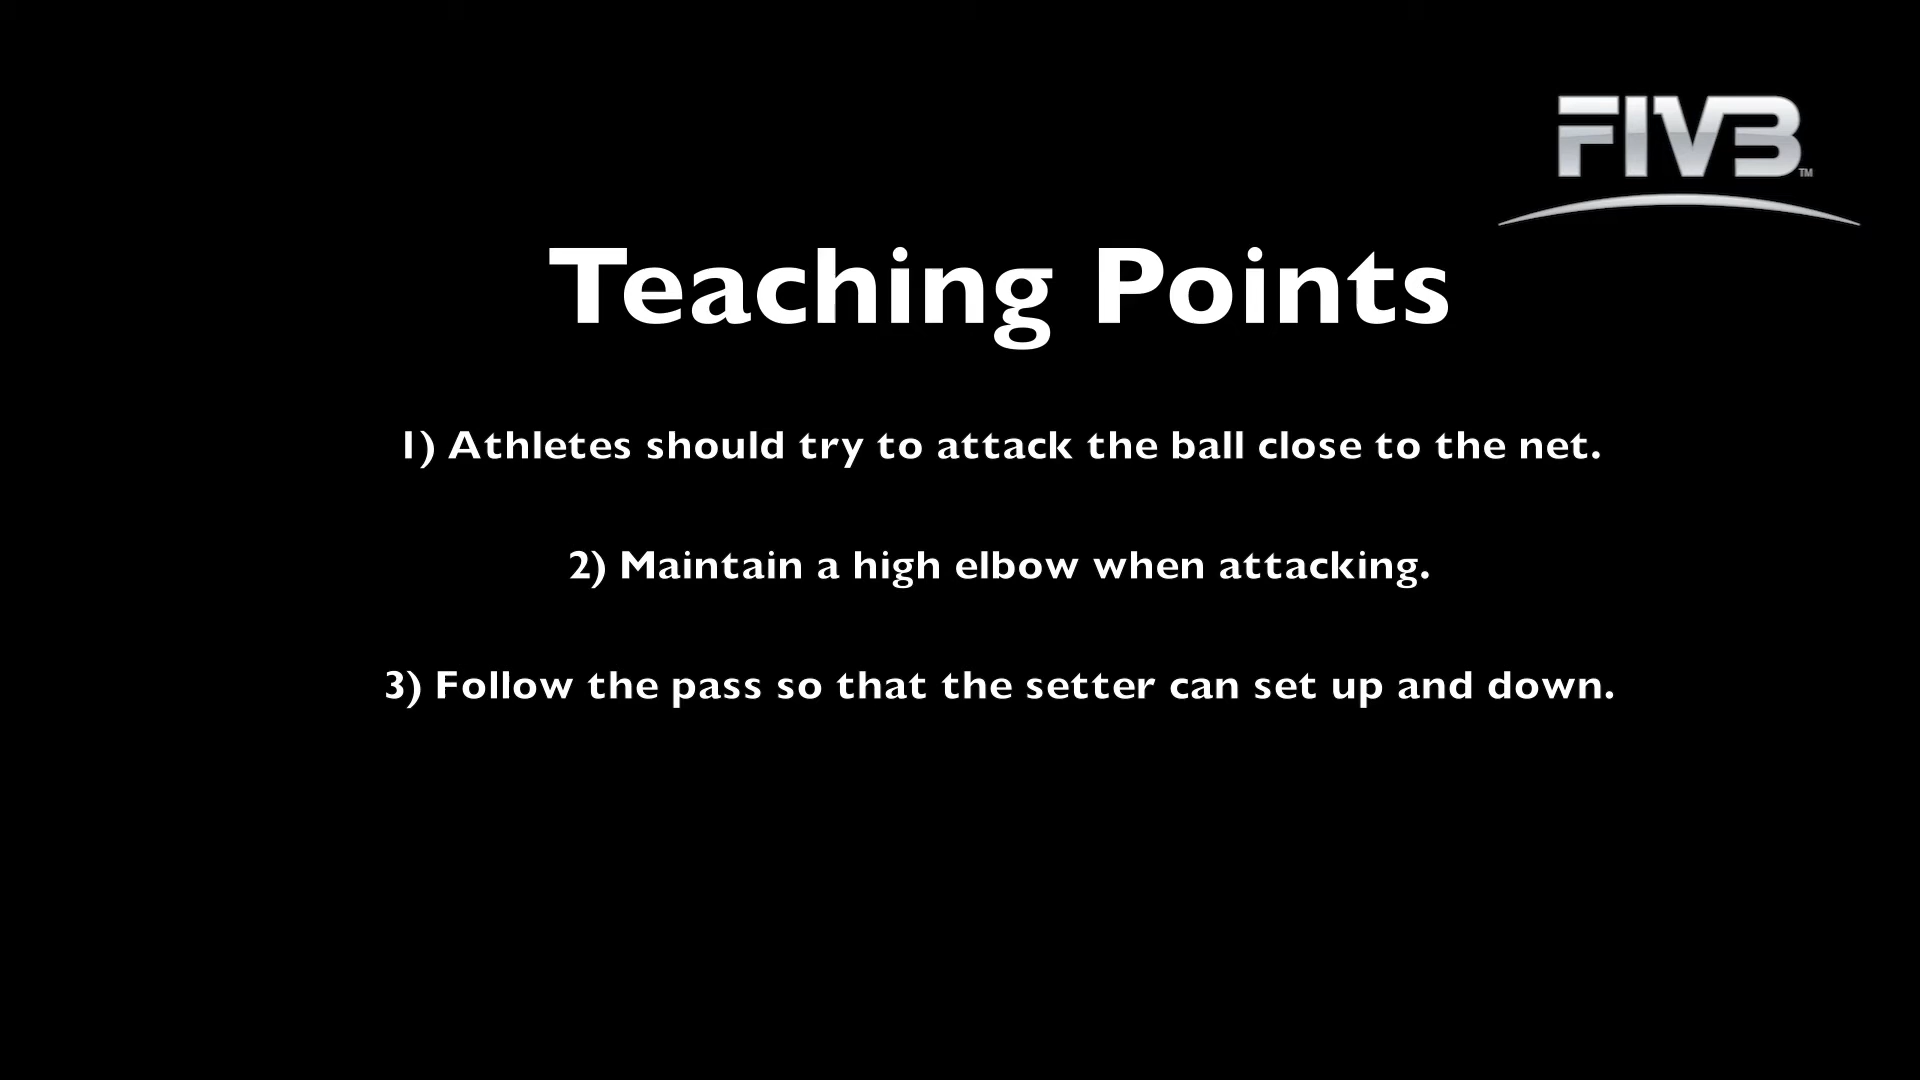 FIVB
TM
Teaching Points
1) Athletes should try to attack the ball close to the net.
2) Maintain a high elbow when attacking.
3) Follow the pass so that the setter can set up and down.